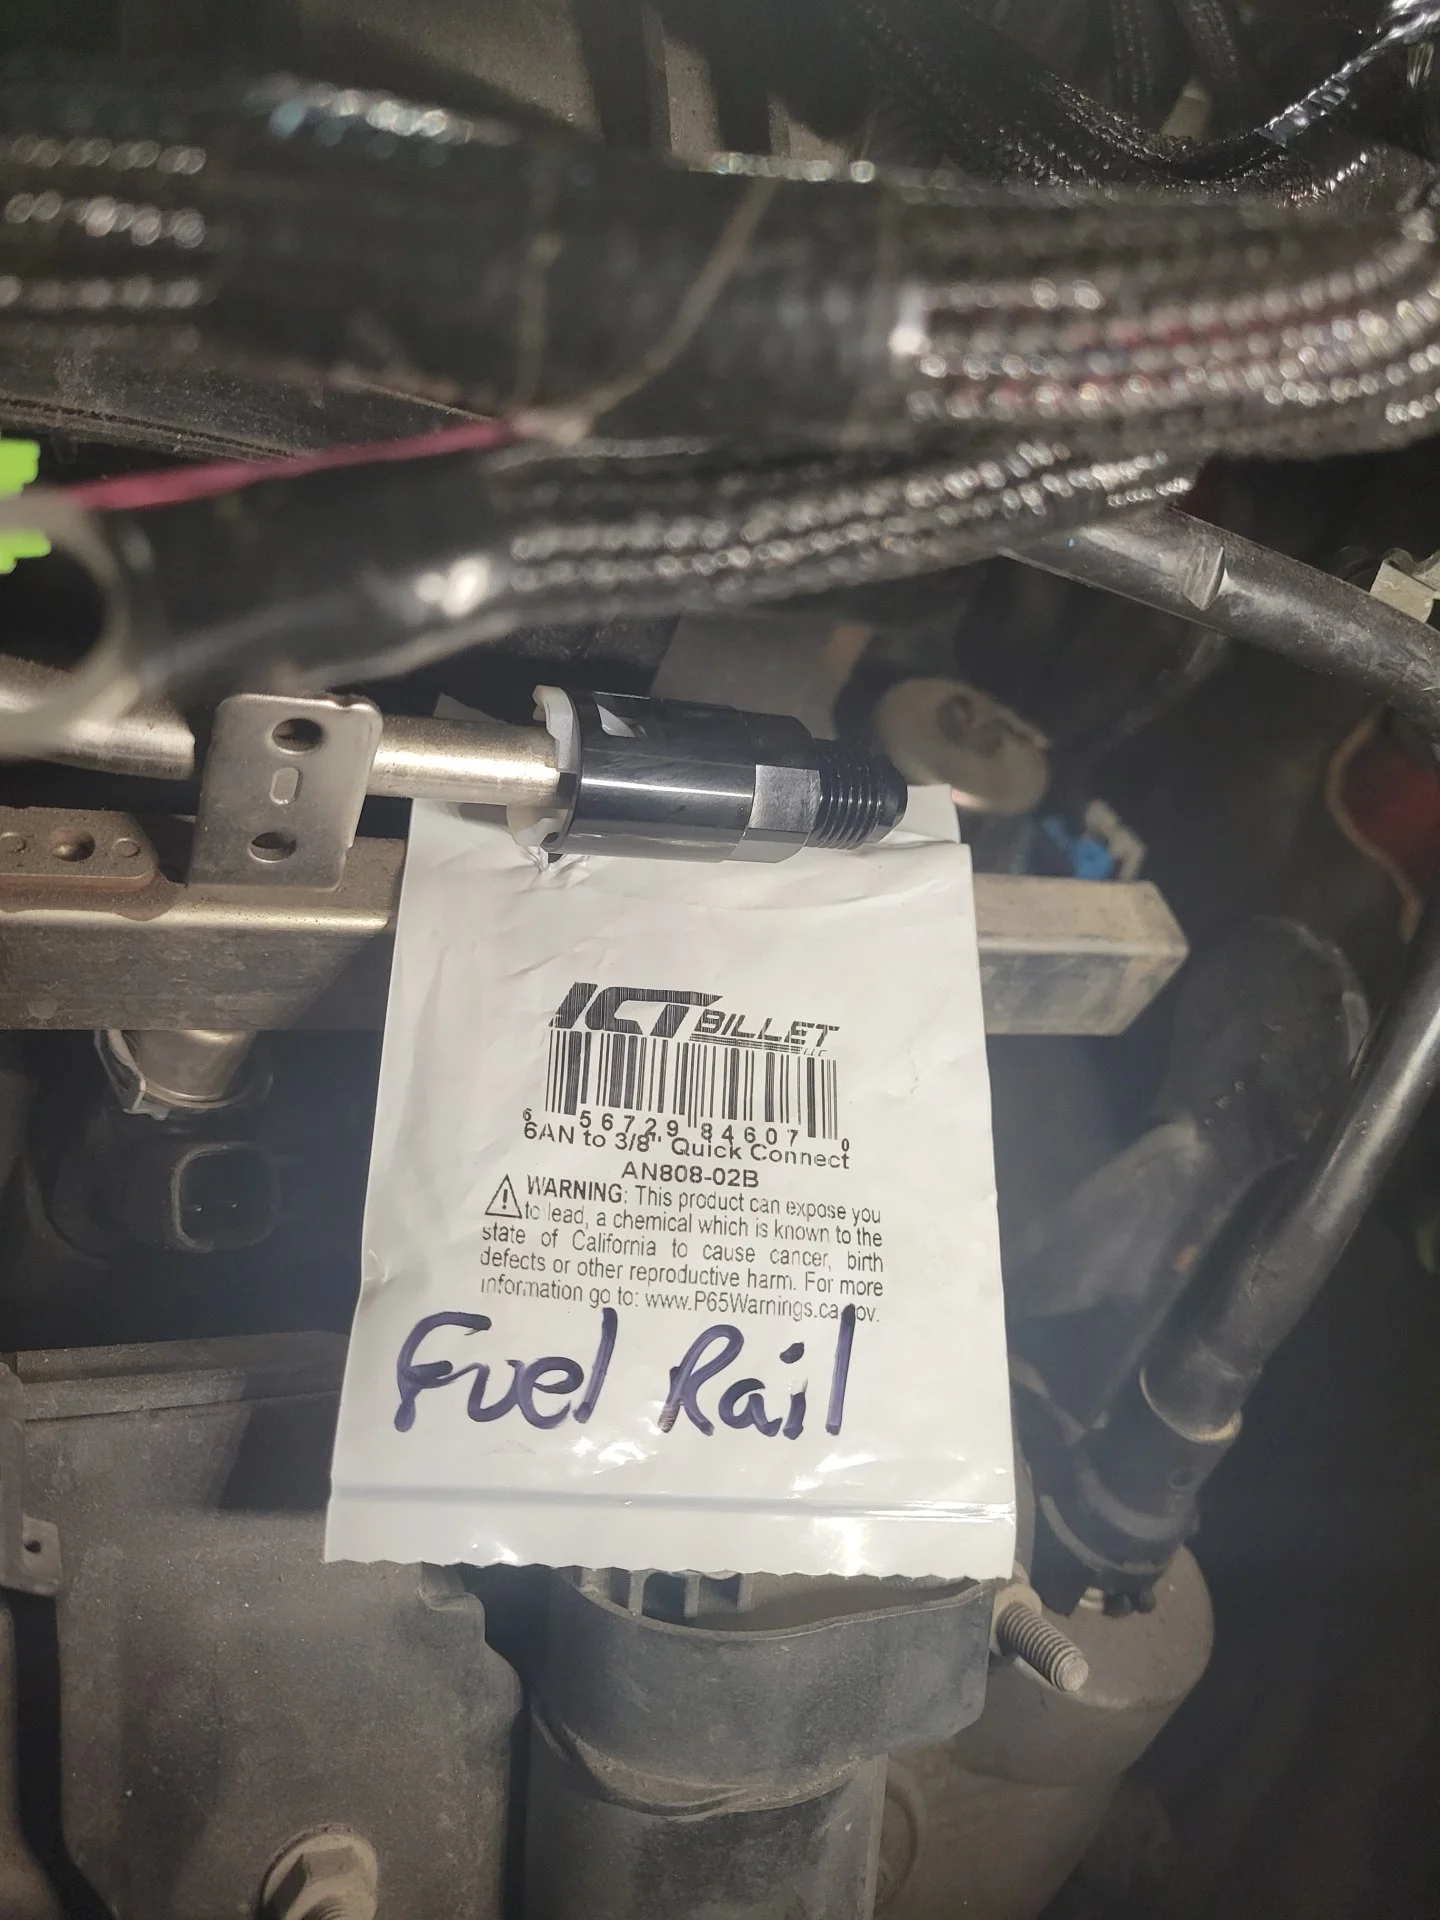 ICT BILLET LLC
6 56729 84607 0
6AN to 3/8" Quick Connect
AN808-02B
WARNING: This product can expose you
to lead, a chemical which is known to the
state of California to cause cancer, birth
defects or other reproductive harm. For more
information go to: www.P65Warnings.ca.gov.
Fuel Rail